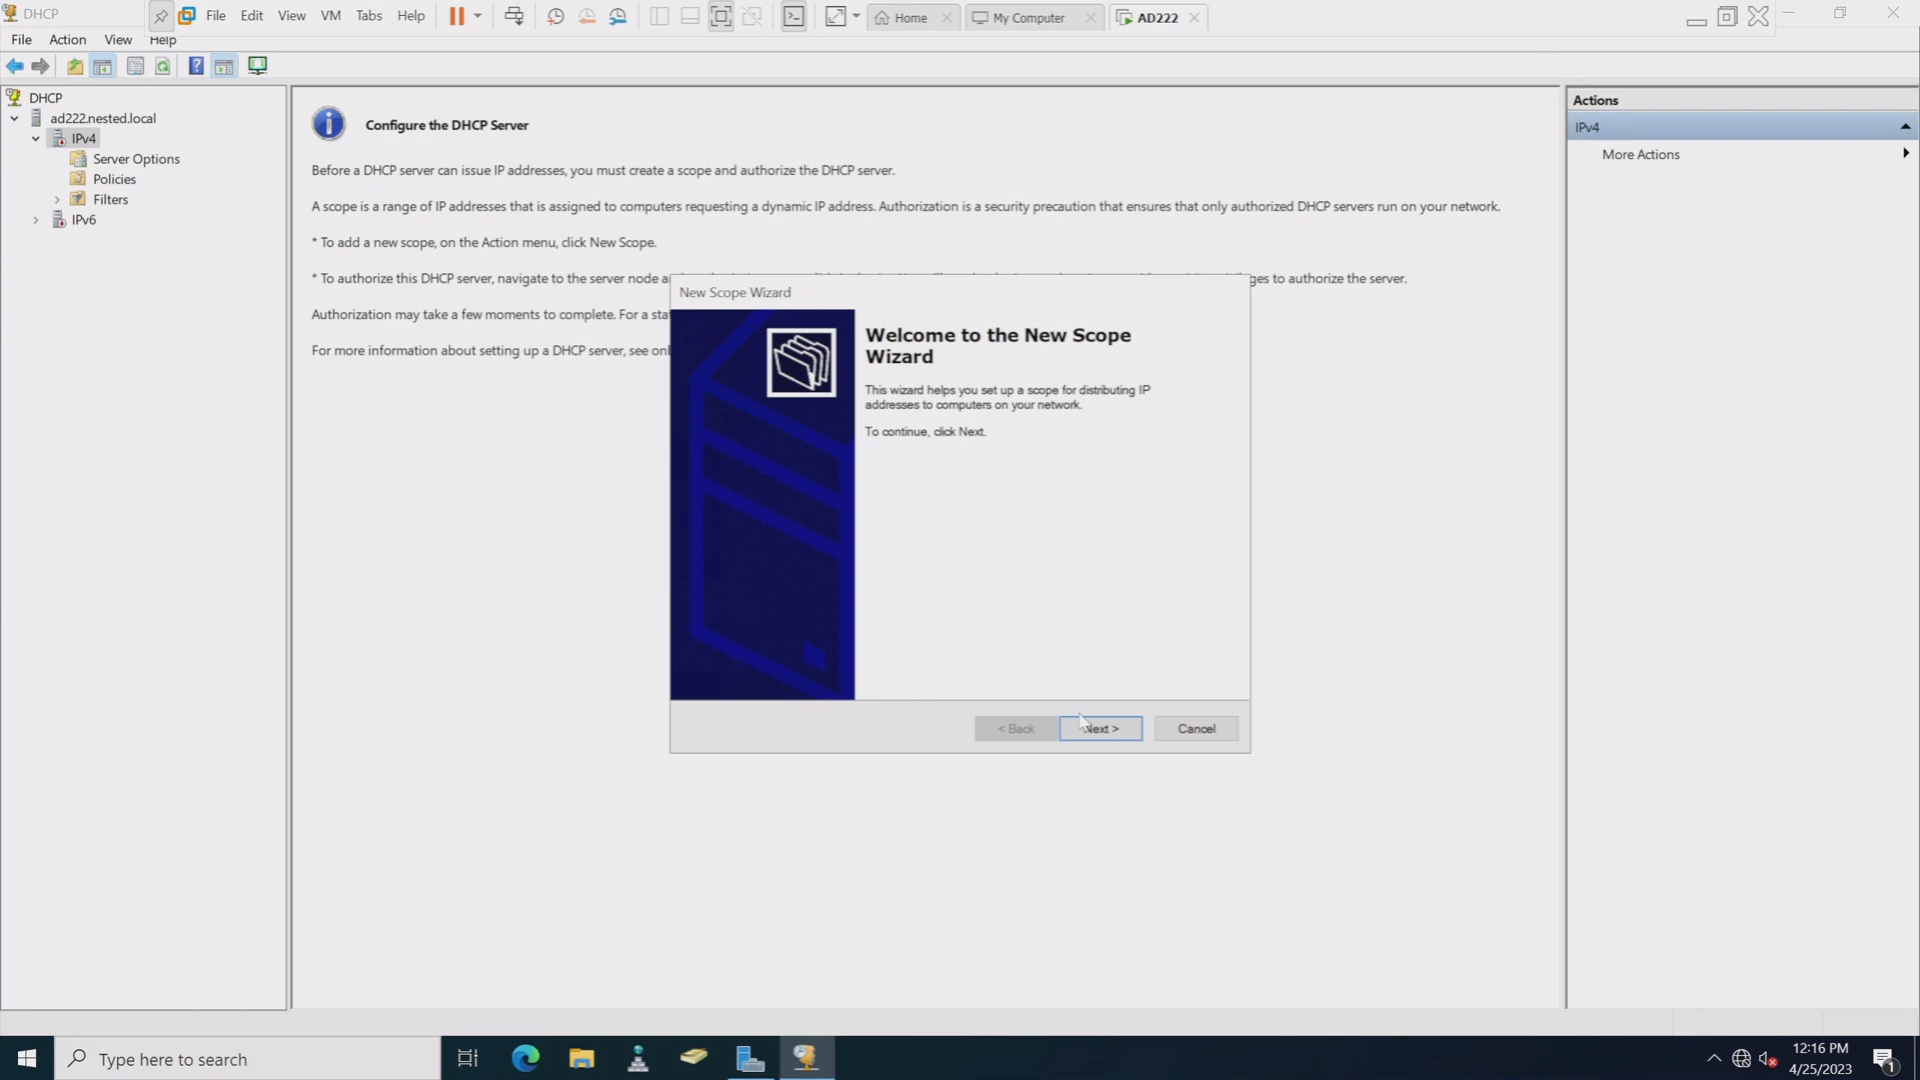 DHCP
File Edit View VM Tabs Help
Home
My Computer
AD222
File Action View Help
DHCP
ad222.nested.local
IPv4
Server Options
Policies
Filters
IPv6
Configure the DHCP Server
Before a DHCP server can issue IP addresses, you must create a scope and authorize the DHCP server.
A scope is a range of IP addresses that is assigned to computers requesting a dynamic IP address. Authorization is a security precaution that ensures that only authorized DHCP servers run on your network.
* To add a new scope, on the Action menu, click New Scope.
* To authorize this DHCP server, navigate to the server node a
ges to authorize the server.
Authorization may take a few moments to complete. For a sta
For more information about setting up a DHCP server, see onl
New Scope Wizard
Welcome to the New Scope
Wizard
This wizard helps you set up a scope for distributing IP
addresses to computers on your network.
To continue, click Next.
< Back
Next >
Cancel
Actions
IPv4
More Actions
Type here to search
12:16 PM
4/25/2023
1